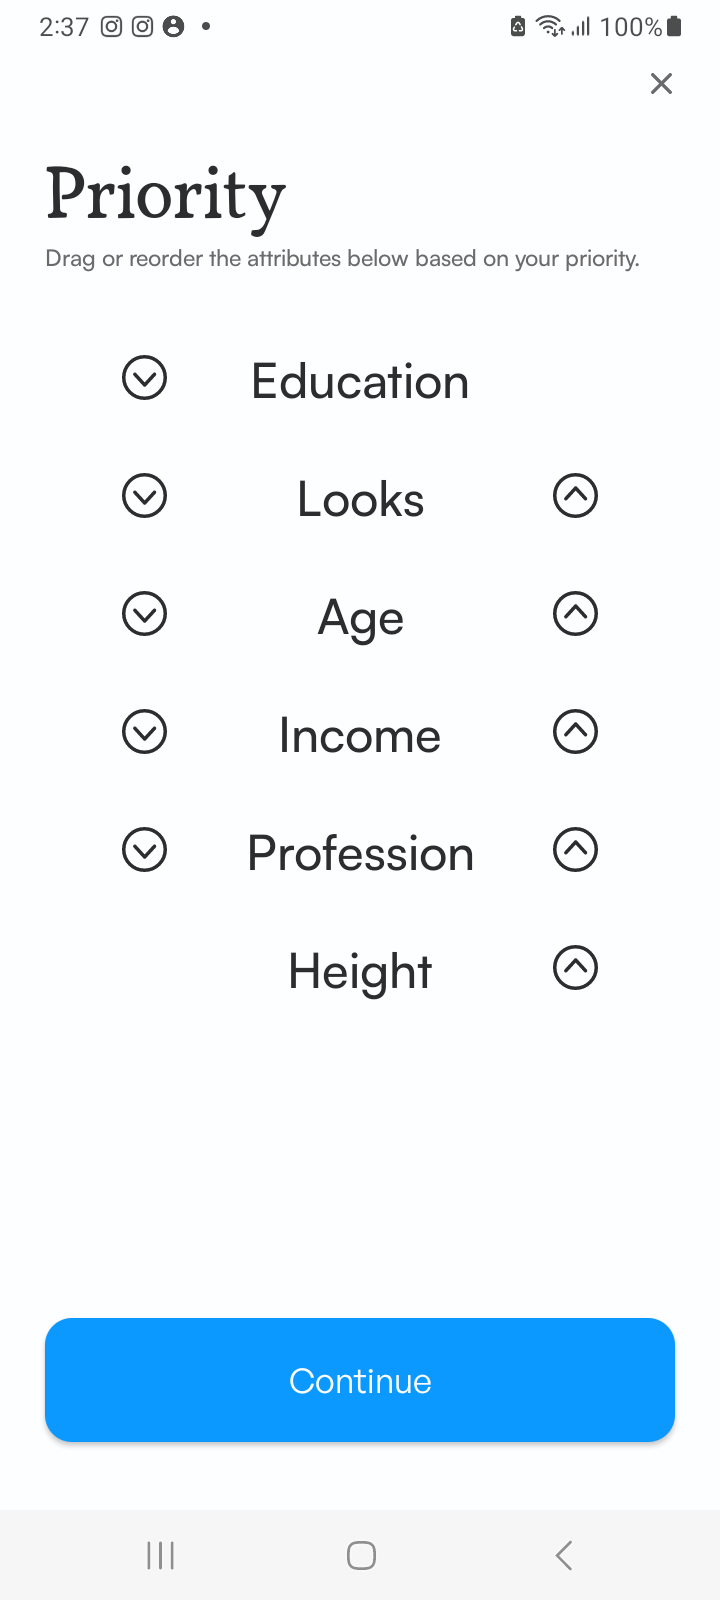 2:37
100%
Priority
Drag or reorder the attributes below based on your priority.
Education
Looks
Age
Income
Profession
Height
Continue